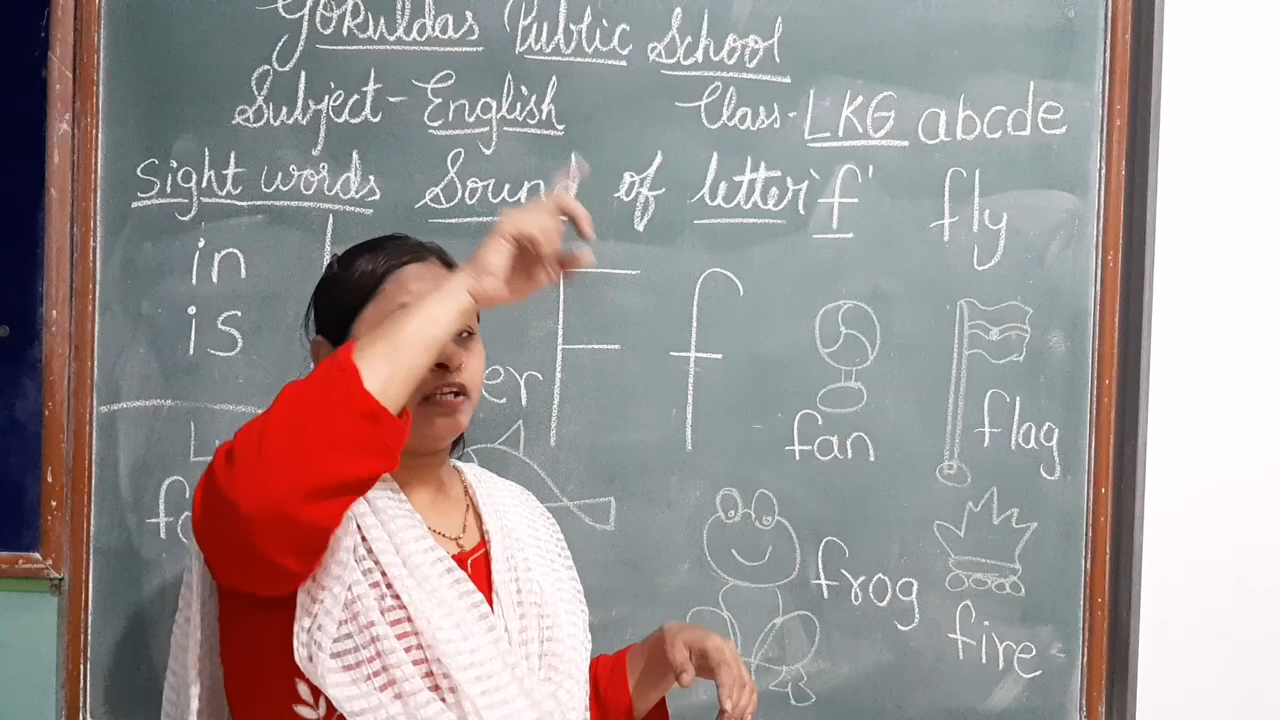 Gokuldas Public School
Subject - English Class - LKG abcde
Sight words Sound of letter 'f' fly
in
is
er
F f
fan
flag
frog
fire